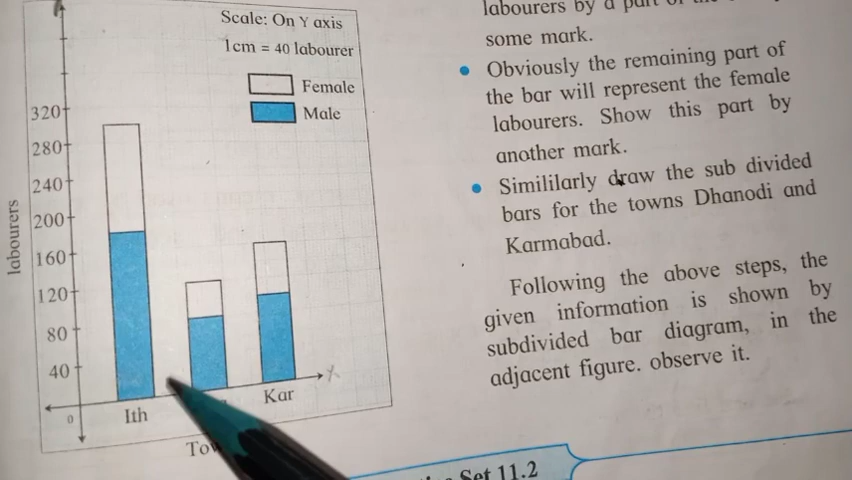 Scale: On Y axis
1cm = 40 labourer
Female
Male
320
280
240
200
160
120
80
40
0
labourers
Ith
Kar
X
labourers by a
some mark.
Obviously the remaining part of
the bar will represent the female
labourers. Show this part by
another mark.
Simililarly draw the sub divided
bars for the towns Dhanodi and
Karmabad.
Following the above steps, the
given information is shown by
subdivided bar diagram, in the
adjacent figure. observe it.
Set 11.2